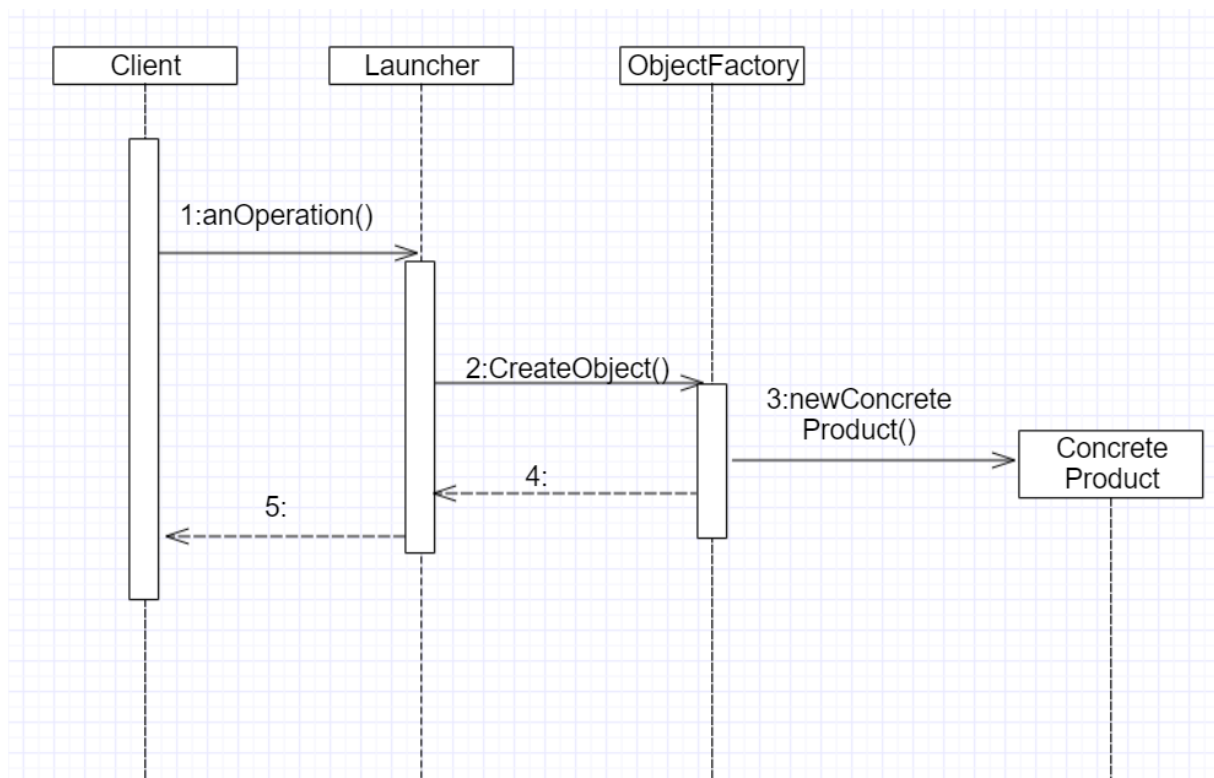 Client
Launcher
ObjectFactory
1:anOperation()
2:CreateObject()
3:newConcrete
Product()
Concrete
Product
4:
5: